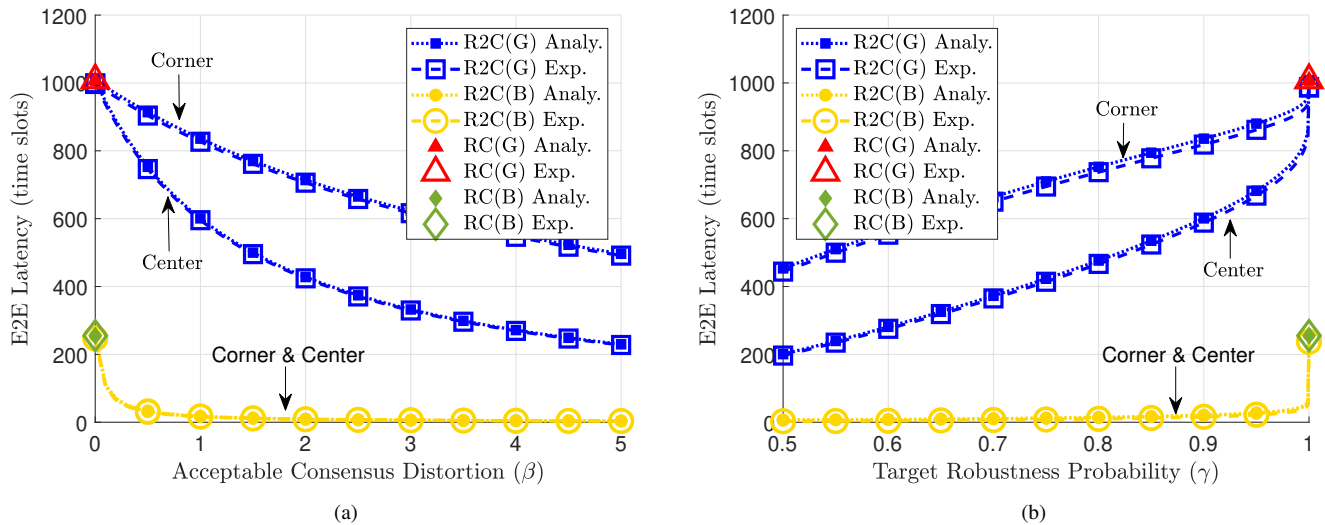 1200
1000
800
600
400
200
0
E2E Latency (time slots)
0
1
2
3
4
5
Acceptable Consensus Distortion (β)
Corner
Center
Corner & Center
R2C(G) Analy.
R2C(G) Exp.
R2C(B) Analy.
R2C(B) Exp.
RC(G) Analy.
RC(G) Exp.
RC(B) Analy.
RC(B) Exp.
(a)
1200
1000
800
600
400
200
0
E2E Latency (time slots)
0.5
0.6
0.7
0.8
0.9
1
Target Robustness Probability (γ)
R2C(G) Analy.
R2C(G) Exp.
R2C(B) Analy.
R2C(B) Exp.
RC(G) Analy.
RC(G) Exp.
RC(B) Analy.
RC(B) Exp.
Corner
Center
Corner & Center
(b)